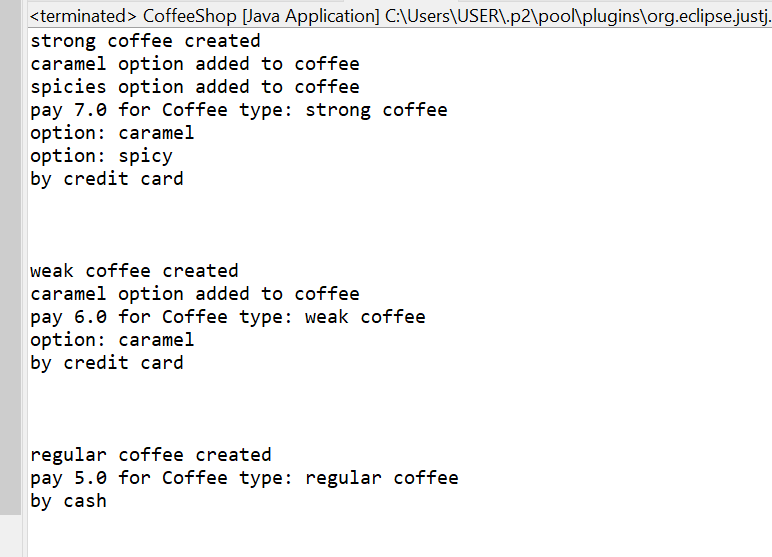 <terminated> CoffeeShop [Java Application] C:\Users\USER\.p2\pool\plugins\org.eclipse.justj.
strong coffee created
caramel option added to coffee
spicies option added to coffee
pay 7.0 for Coffee type: strong coffee
option: caramel
option: spicy
by credit card
weak coffee created
caramel option added to coffee
pay 6.0 for Coffee type: weak coffee
option: caramel
by credit card
regular coffee created
pay 5.0 for Coffee type: regular coffee
by cash